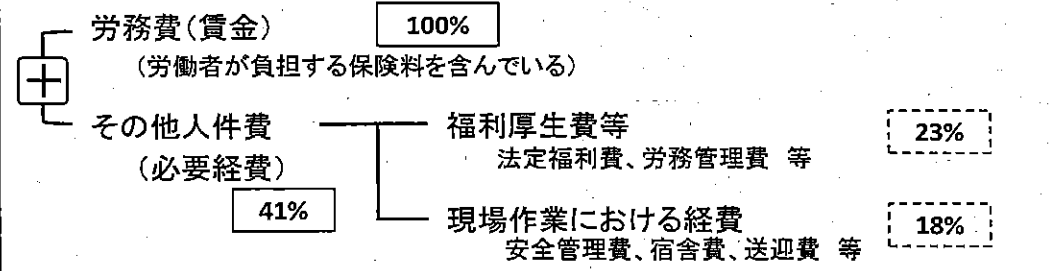 労務費(賃金) 100%
(労働者が負担する保険料を含んでいる)
+
その他人件費
(必要経費)
41%
福利厚生費等 23%
法定福利費、労務管理費 等
現場作業における経費 18%
安全管理費、宿舎費、送迎費 等